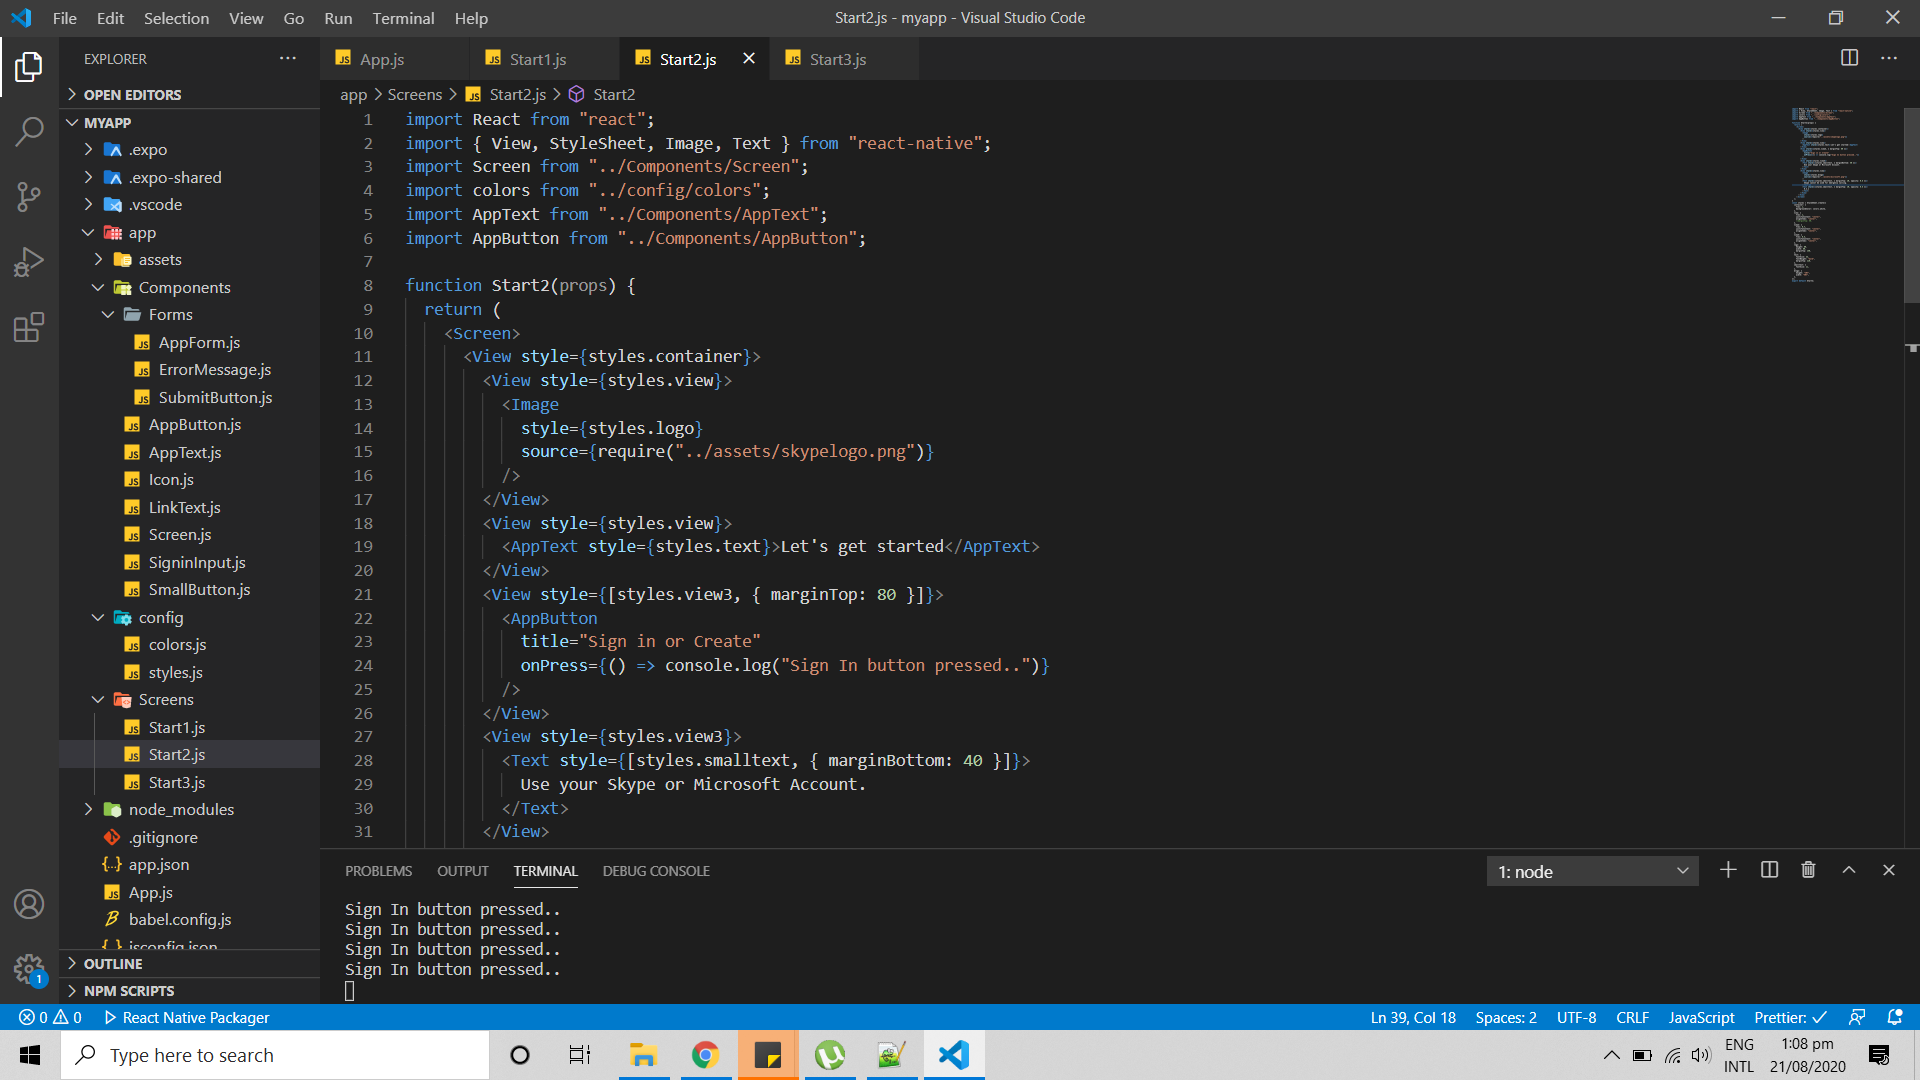 File Edit Selection View Go Run Terminal Help
Start2.js - myapp - Visual Studio Code
EXPLORER
OPEN EDITORS
MYAPP
.expo
.expo-shared
.vscode
app
assets
Components
Forms
AppForm.js
ErrorMessage.js
SubmitButton.js
AppButton.js
AppText.js
Icon.js
LinkText.js
Screen.js
SigninInput.js
SmallButton.js
config
colors.js
styles.js
Screens
Start1.js
Start2.js
Start3.js
node_modules
.gitignore
app.json
App.js
babel.config.js
jsconfig.json
OUTLINE
NPM SCRIPTS
App.js Start1.js Start2.js Start3.js
app > Screens > Start2.js > Start2
1 import React from "react";
2 import { View, StyleSheet, Image, Text } from "react-native";
3 import Screen from "../Components/Screen";
4 import colors from "../config/colors";
5 import AppText from "../Components/AppText";
6 import AppButton from "../Components/AppButton";
7
8 function Start2(props) {
9 return (
10 <Screen>
11 <View style={styles.container}>
12 <View style={styles.view}>
13 <Image
14 style={styles.logo}
15 source={require("../assets/skypelogo.png")}
16 />
17 </View>
18 <View style={styles.view}>
19 <AppText style={styles.text}>Let's get started</AppText>
20 </View>
21 <View style={[styles.view3, { marginTop: 80 }]}>
22 <AppButton
23 title="Sign in or Create"
24 onPress={() => console.log("Sign In button pressed..")}
25 />
26 </View>
27 <View style={styles.view3}>
28 <Text style={[styles.smalltext, { marginBottom: 40 }]}>
29 Use your Skype or Microsoft Account.
30 </Text>
31 </View>
PROBLEMS OUTPUT TERMINAL DEBUG CONSOLE
1: node
Sign In button pressed..
Sign In button pressed..
Sign In button pressed..
Sign In button pressed..
1
0 0 React Native Packager
Ln 39, Col 18 Spaces: 2 UTF-8 CRLF JavaScript Prettier: ✓
Type here to search
ENG
INTL
1:08 pm
21/08/2020